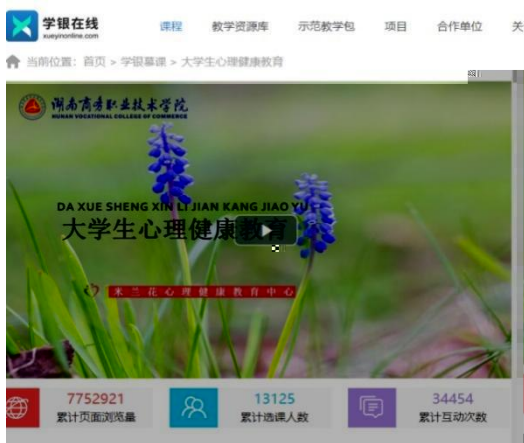 学银在线
xueyinonline.com
课程 教学资源库 示范教学包 项目 合作单位 关
当前位置：首页 > 学银慕课 > 大学生心理健康教育
湖南商务职业技术学院
HUNAN VOCATIONAL COLLEGE OF COMMERCE
DA XUE SHENG XIN LI JIAN KANG JIAO YU
大学生心理健康教育
米兰花心理健康教育中心
7752921 13125 34454
累计页面浏览量 累计选课人数 累计互动次数